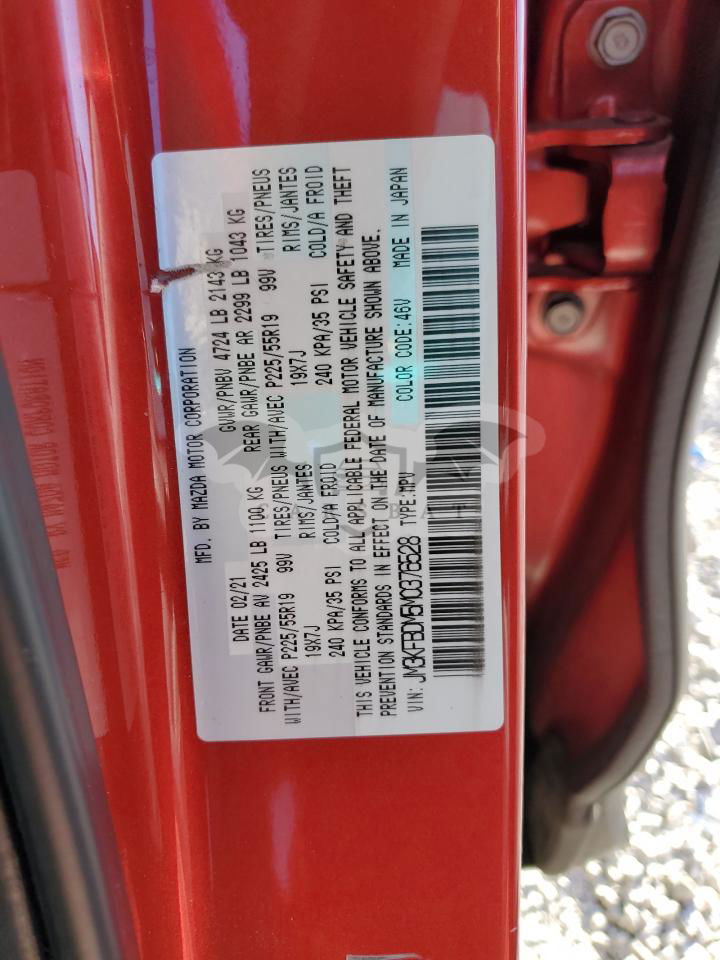 MFD. BY MAZDA MOTOR CORPORATION
DATE 02/21 GVWR/PNBV 4724 LB 2143 KG
FRONT GAWR/PNBE AV 2425 LB 1100 KG REAR GAWR/PNBE AR 2299 LB 1043 KG
WITH/AVEC P225/55R19 99V TIRES/PNEUS WITH/AVEC P225/55R19 99V TIRES/PNEUS
19X7J RIMS/JANTES 19X7J RIMS/JANTES
240 KPA/35 PSI COLD/A FROID 240 KPA/35 PSI COLD/A FROID
THIS VEHICLE CONFORMS TO ALL APPLICABLE FEDERAL MOTOR VEHICLE SAFETY AND THEFT
PREVENTION STANDARDS IN EFFECT ON THE DATE OF MANUFACTURE SHOWN ABOVE.
VIN: JM3KFBDM5M0376528 TYPE:MPV COLOR CODE:46V MADE IN JAPAN